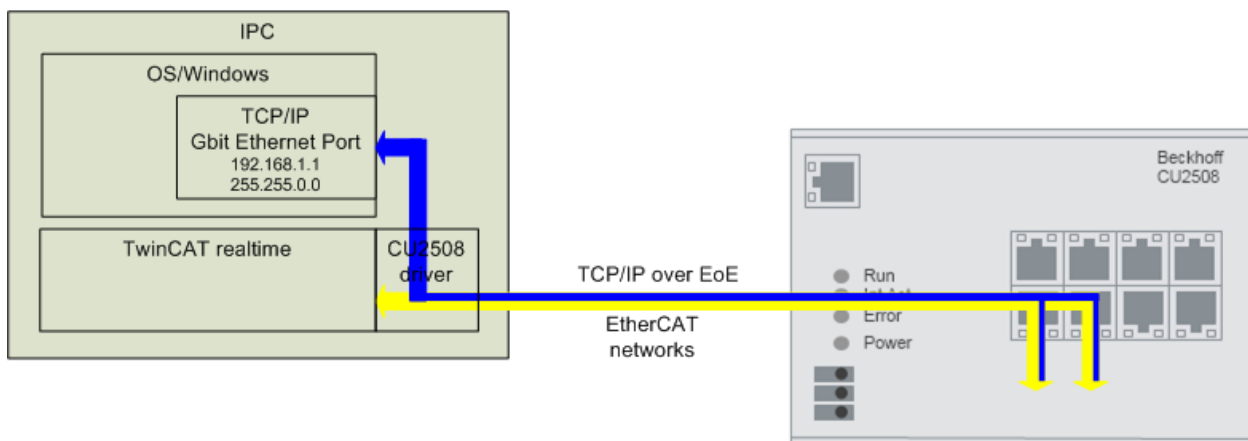 IPC
OS/Windows
TCP/IP
Gbit Ethernet Port
192.168.1.1
255.255.0.0
TwinCAT realtime
CU2508
driver
TCP/IP over EoE
EtherCAT
networks
Beckhoff
CU2508
Run
Error
Power